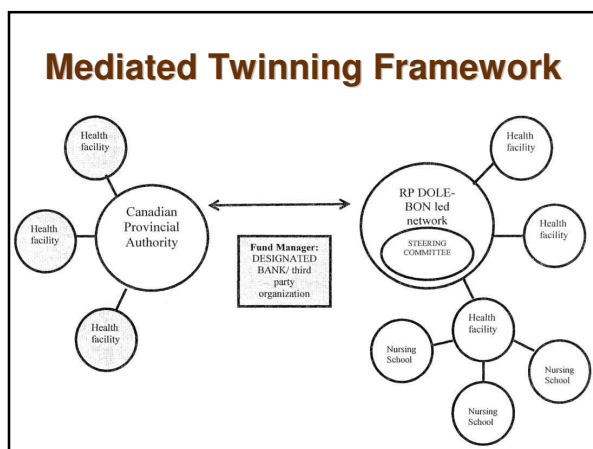 Mediated Twinning Framework
Health
facility
Health
facility
Health
facility
Canadian
Provincial
Authority
Fund Manager:
DESIGNATED
BANK/ third
party
organization
RP DOLE-
BON led
network
STEERING
COMMITTEE
Health
facility
Health
facility
Health
facility
Nursing
School
Nursing
School
Nursing
School